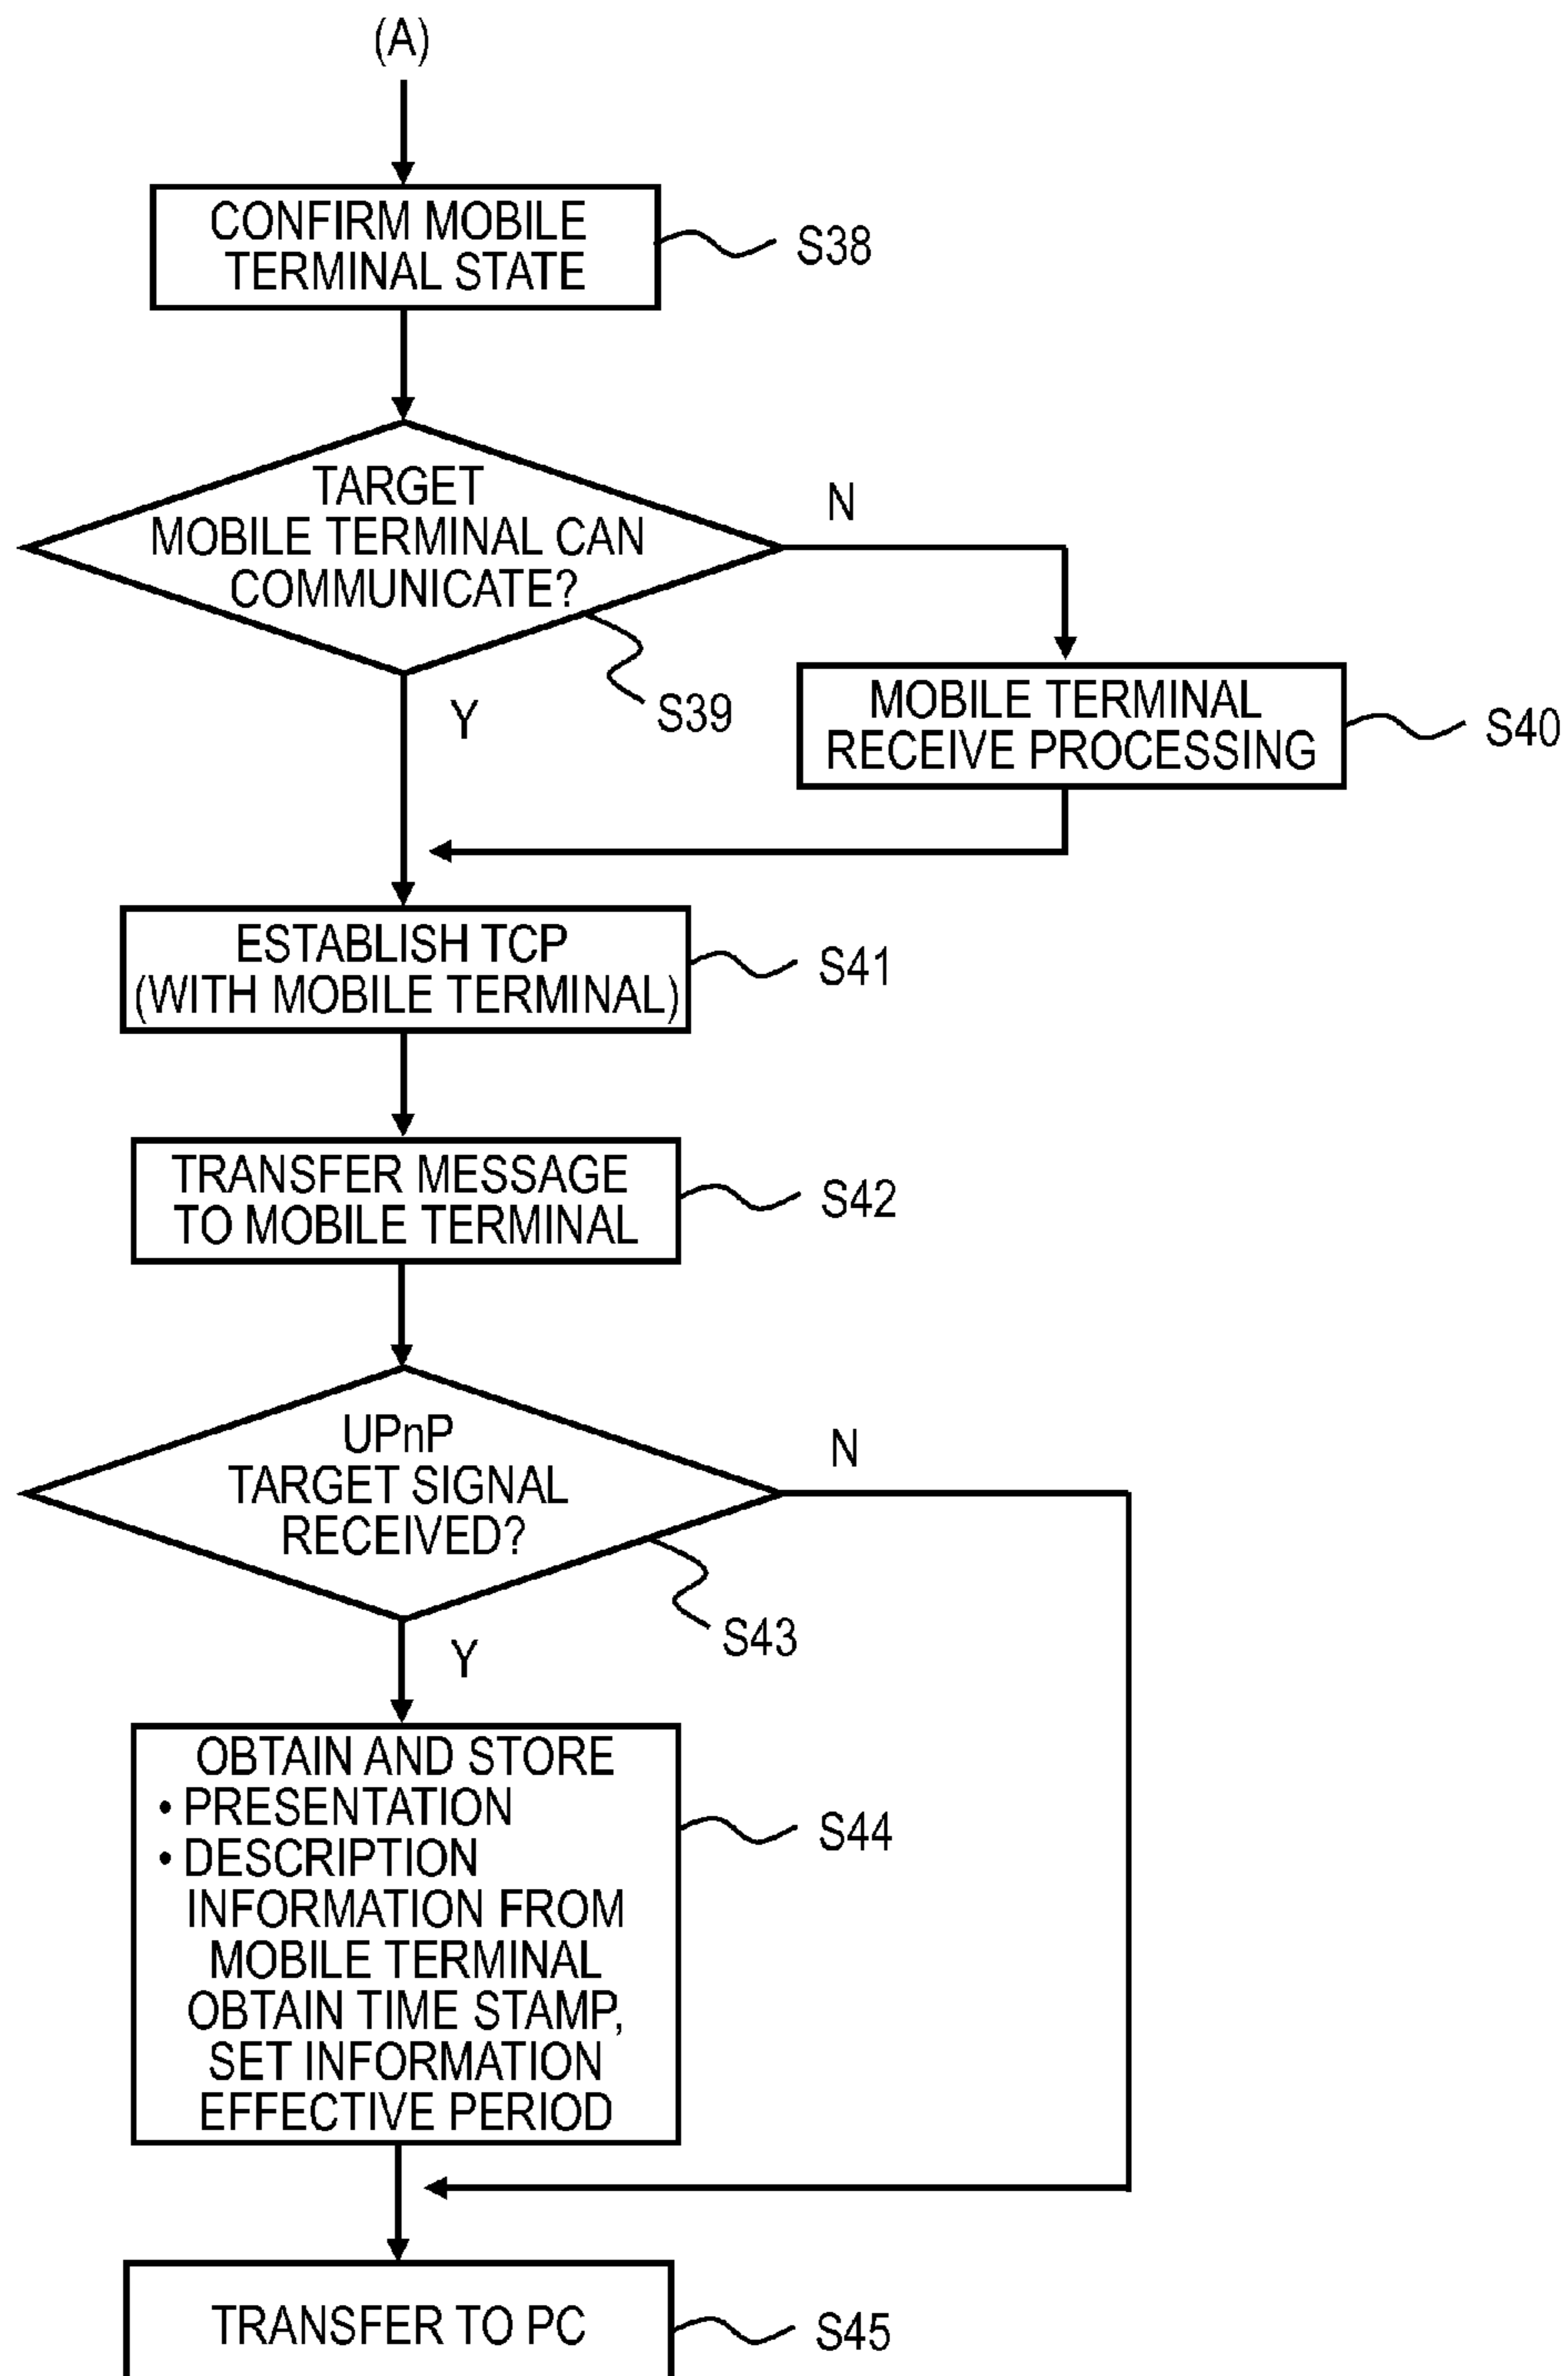 (A)
CONFIRM MOBILE
TERMINAL STATE
S38
TARGET
MOBILE TERMINAL CAN
COMMUNICATE?
N
S39
Y
MOBILE TERMINAL
RECEIVE PROCESSING
S40
ESTABLISH TCP
(WITH MOBILE TERMINAL)
S41
TRANSFER MESSAGE
TO MOBILE TERMINAL
S42
UPnP
TARGET SIGNAL
RECEIVED?
N
S43
Y
OBTAIN AND STORE
• PRESENTATION
• DESCRIPTION
INFORMATION FROM
MOBILE TERMINAL
OBTAIN TIME STAMP,
SET INFORMATION
EFFECTIVE PERIOD
S44
TRANSFER TO PC
S45